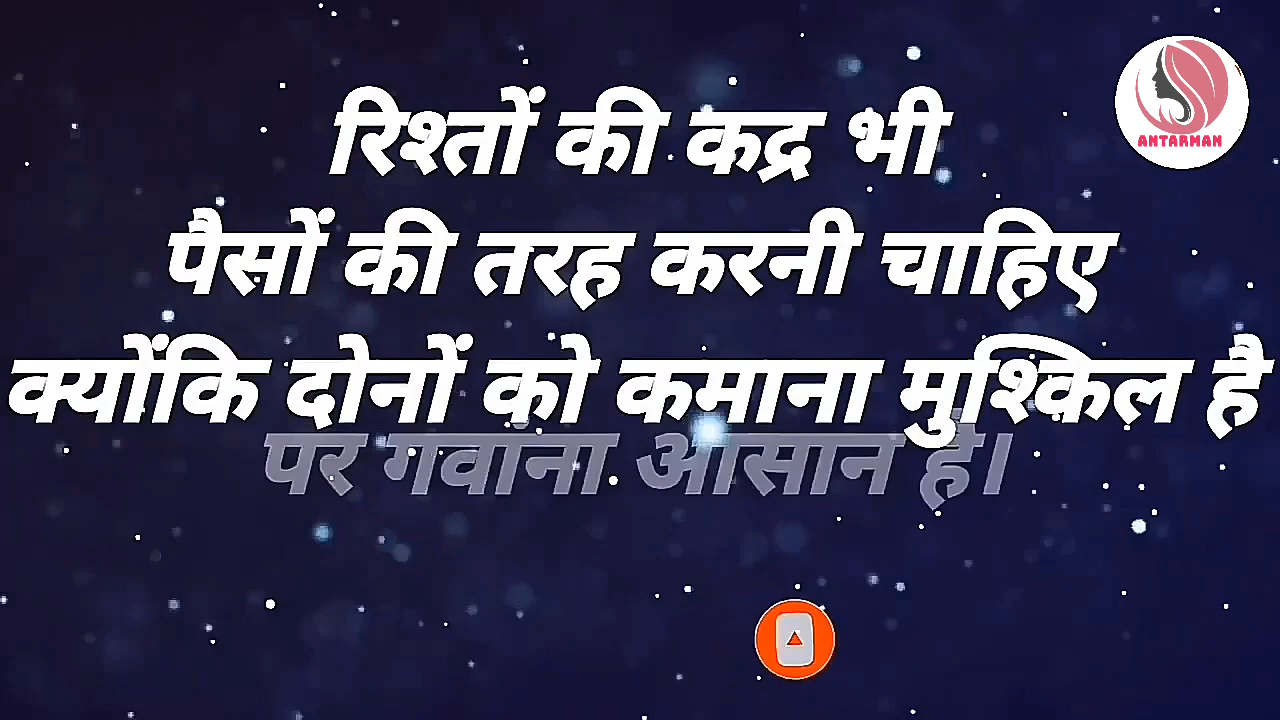 ANTARMAN
रिश्तों की कद्र भी
पैसों की तरह करनी चाहिए
क्योंकि दोनों को कमाना मुश्किल है
पर गवांना आसान है।